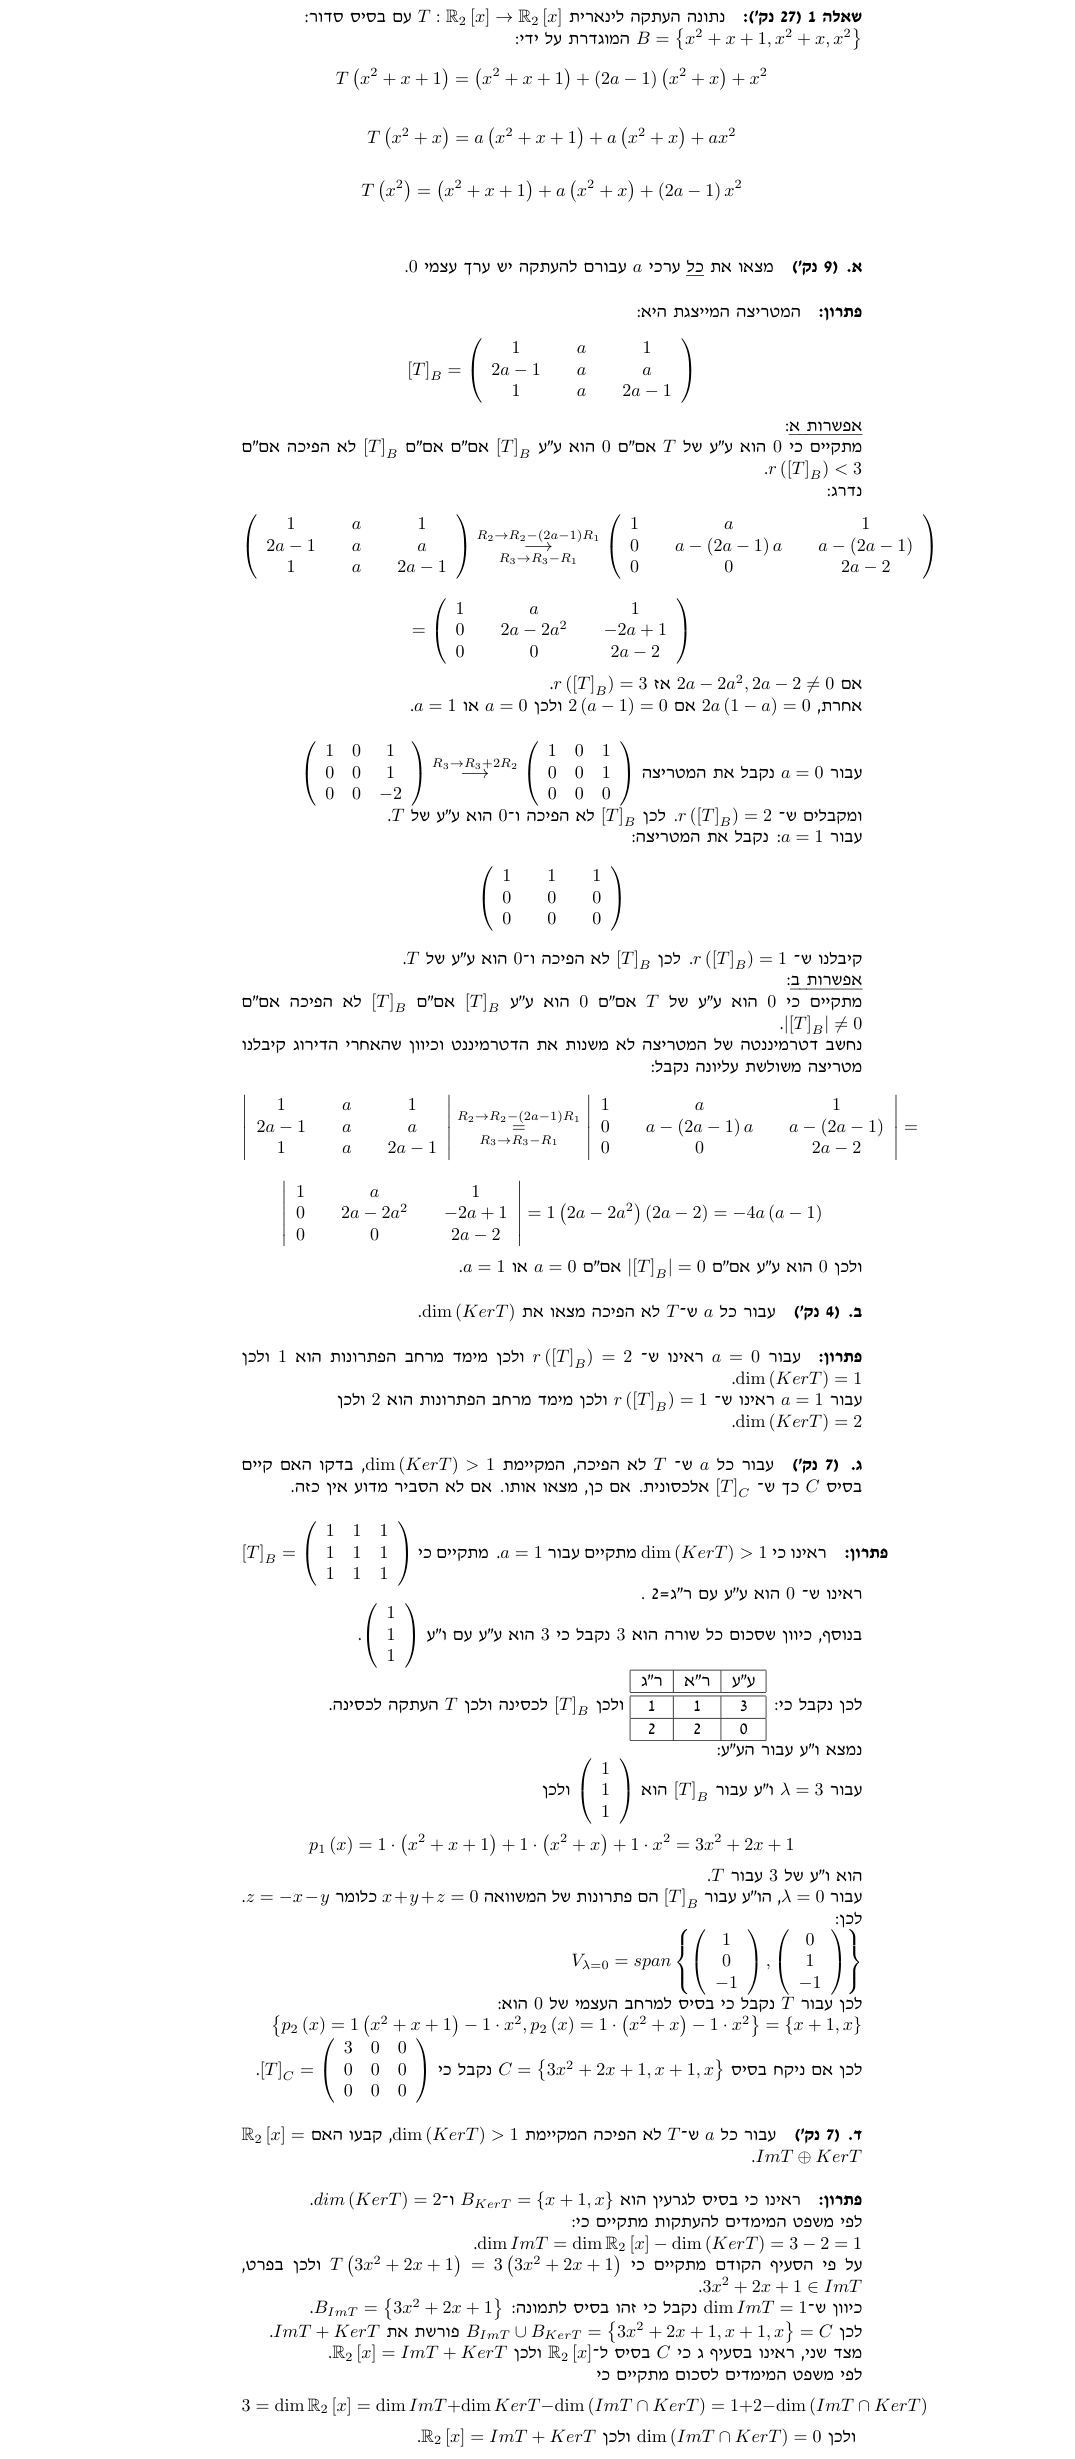 שאלה 1 (27 נק'): נתונה העתקה לינארית T : ℝ₂[x] → ℝ₂[x] עם בסיס סדור:
B = {x² + x + 1, x² + x, x²} המוגדרת על ידי:
T(x² + x + 1) = (x² + x + 1) + (2a − 1)(x² + x) + x²
T(x² + x) = a(x² + x + 1) + a(x² + x) + ax²
T(x²) = (x² + x + 1) + a(x² + x) + (2a − 1)x²
א. (9 נק') מצאו את כל ערכי a עבורם להעתקה יש ערך עצמי 0.
פתרון: המטריצה המייצגת היא:
[T]_B = ( 1 a 1 ; 2a − 1 a a ; 1 a 2a − 1 )
אפשרות א:
מתקיים כי 0 הוא ע"ע של T אם"ם 0 הוא ע"ע [T]_B אם"ם אם"ם [T]_B לא הפיכה אם"ם
r([T]_B) < 3.
נדרג:
( 1 a 1 ; 2a − 1 a a ; 1 a 2a − 1 ) R₂→R₂−(2a−1)R₁ ⟶ R₃→R₃−R₁ ( 1 a 1 ; 0 a − (2a − 1)a a − (2a − 1) ; 0 0 2a − 2 )
= ( 1 a 1 ; 0 2a − 2a² −2a + 1 ; 0 0 2a − 2 )
אם 2a − 2a², 2a − 2 ≠ 0 אז r([T]_B) = 3.
אחרת, 2a(1 − a) = 0 אם 2(a − 1) = 0 ולכן a = 0 או a = 1.
עבור a = 0 נקבל את המטריצה ( 1 0 1 ; 0 0 1 ; 0 0 −2 ) R₃→R₃+2R₂ ⟶ ( 1 0 1 ; 0 0 1 ; 0 0 0 )
ומקבלים ש־ r([T]_B) = 2. לכן [T]_B לא הפיכה ו־0 הוא ע"ע של T.
עבור a = 1: נקבל את המטריצה:
( 1 1 1 ; 0 0 0 ; 0 0 0 )
קיבלנו ש־ r([T]_B) = 1. לכן [T]_B לא הפיכה ו־0 הוא ע"ע של T.
אפשרות ב:
מתקיים כי 0 הוא ע"ע של T אם"ם 0 הוא ע"ע [T]_B אם"ם [T]_B לא הפיכה אם"ם
|[T]_B| ≠ 0.
נחשב דטרמיננטה של המטריצה לא משנות את הדטרמיננט וכיוון שהאחרי הדירוג קיבלנו
מטריצה משולשת עליונה נקבל:
| 1 a 1 ; 2a − 1 a a ; 1 a 2a − 1 | R₂→R₂−(2a−1)R₁ = R₃→R₃−R₁ | 1 a 1 ; 0 a − (2a − 1)a a − (2a − 1) ; 0 0 2a − 2 | =
| 1 a 1 ; 0 2a − 2a² −2a + 1 ; 0 0 2a − 2 | = 1(2a − 2a²)(2a − 2) = −4a(a − 1)
ולכן 0 הוא ע"ע אם"ם |[T]_B| = 0 אם"ם a = 0 או a = 1.
ב. (4 נק') עבור כל a ש־T לא הפיכה מצאו את dim(KerT).
פתרון: עבור a = 0 ראינו ש־ r([T]_B) = 2 ולכן מימד מרחב הפתרונות הוא 1 ולכן
dim(KerT) = 1.
עבור a = 1 ראינו ש־ r([T]_B) = 1 ולכן מימד מרחב הפתרונות הוא 2 ולכן
dim(KerT) = 2.
ג. (7 נק') עבור כל a ש־ T לא הפיכה, המקיימת dim(KerT) > 1, בדקו האם קיים
בסיס C כך ש־ [T]_C אלכסונית. אם כן, מצאו אותו. אם לא הסביר מדוע אין כזה.
פתרון: ראינו כי dim(KerT) > 1 מתקיים עבור a = 1. מתקיים כי [T]_B = ( 1 1 1 ; 1 1 1 ; 1 1 1 )
ראינו ש־ 0 הוא ע"ע עם ר"ג=2 .
בנוסף, כיוון שסכום כל שורה הוא 3 נקבל כי 3 הוא ע"ע עם ו"ע ( 1 ; 1 ; 1 ).
לכן נקבל כי: ע"ע ר"א ר"ג ; 3 1 1 ; 0 2 2 ולכן [T]_B לכסינה ולכן T העתקה לכסינה.
נמצא ו"ע עבור הע"ע:
עבור λ = 3 ו"ע עבור [T]_B הוא ( 1 ; 1 ; 1 ) ולכן
p₁(x) = 1 · (x² + x + 1) + 1 · (x² + x) + 1 · x² = 3x² + 2x + 1
הוא ו"ע של 3 עבור T.
עבור λ = 0, הו"ע עבור [T]_B הם פתרונות של המשוואה x + y + z = 0 כלומר z = −x − y.
לכן:
V_{λ=0} = span { ( 1 ; 0 ; −1 ) , ( 0 ; 1 ; −1 ) }
לכן עבור T נקבל כי בסיס למרחב העצמי של 0 הוא:
{p₂(x) = 1(x² + x + 1) − 1 · x², p₂(x) = 1 · (x² + x) − 1 · x²} = {x + 1, x}
לכן אם ניקח בסיס C = {3x² + 2x + 1, x + 1, x} נקבל כי [T]_C = ( 3 0 0 ; 0 0 0 ; 0 0 0 ).
ד. (7 נק') עבור כל a ש־T לא הפיכה המקיימת dim(KerT) > 1, קבעו האם ℝ₂[x] =
ImT ⊕ KerT.
פתרון: ראינו כי בסיס לגרעין הוא B_{KerT} = {x + 1, x} ו־dim(KerT) = 2.
לפי משפט המימדים להעתקות מתקיים כי:
dim ImT = dim ℝ₂[x] − dim(KerT) = 3 − 2 = 1.
על פי הסעיף הקודם מתקיים כי T(3x² + 2x + 1) = 3(3x² + 2x + 1) ולכן בפרט,
3x² + 2x + 1 ∈ ImT.
כיוון ש־dim ImT = 1 נקבל כי זהו בסיס לתמונה: B_{ImT} = {3x² + 2x + 1}.
לכן B_{ImT} ∪ B_{KerT} = {3x² + 2x + 1, x + 1, x} = C פורשת את ImT + KerT.
מצד שני, ראינו בסעיף ג כי C בסיס ל־ℝ₂[x] ולכן ℝ₂[x] = ImT + KerT.
לפי משפט המימדים לסכום מתקיים כי
3 = dim ℝ₂[x] = dim ImT + dim KerT − dim(ImT ∩ KerT) = 1+2−dim(ImT ∩ KerT)
ולכן dim(ImT ∩ KerT) = 0 ולכן ℝ₂[x] = ImT + KerT.